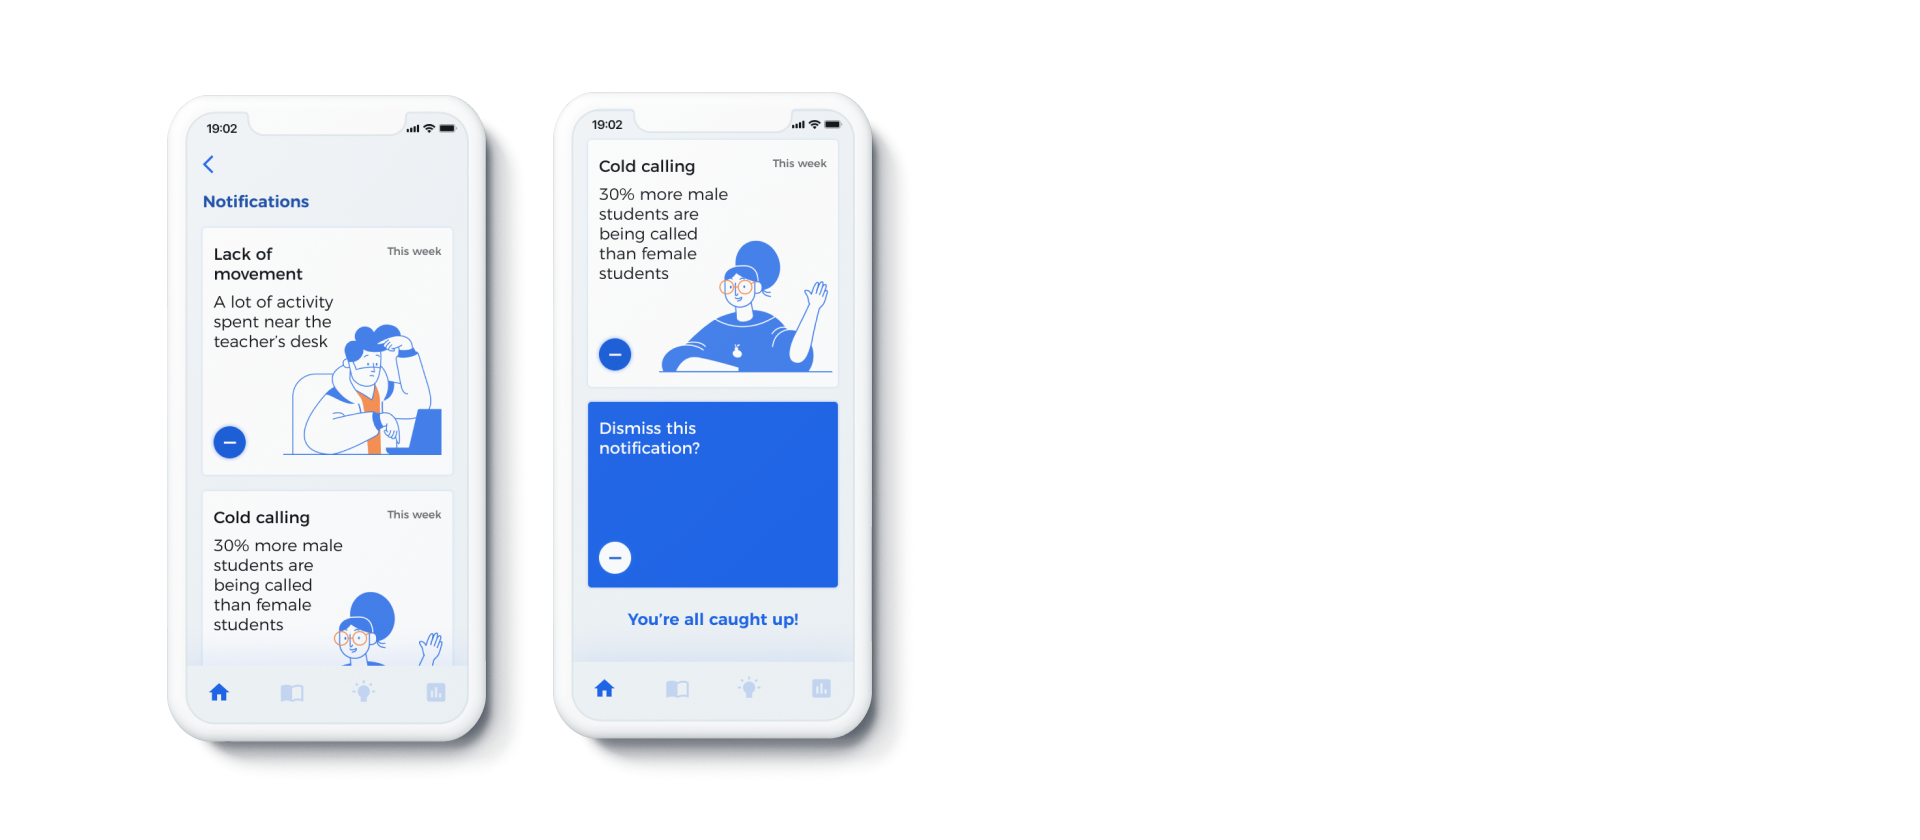 19:02
Notifications
Lack of
movement
This week
A lot of activity
spent near the
teacher's desk
Cold calling
This week
30% more male
students are
being called
than female
students
19:02
Cold calling
This week
30% more male
students are
being called
than female
students
Dismiss this
notification?
You're all caught up!